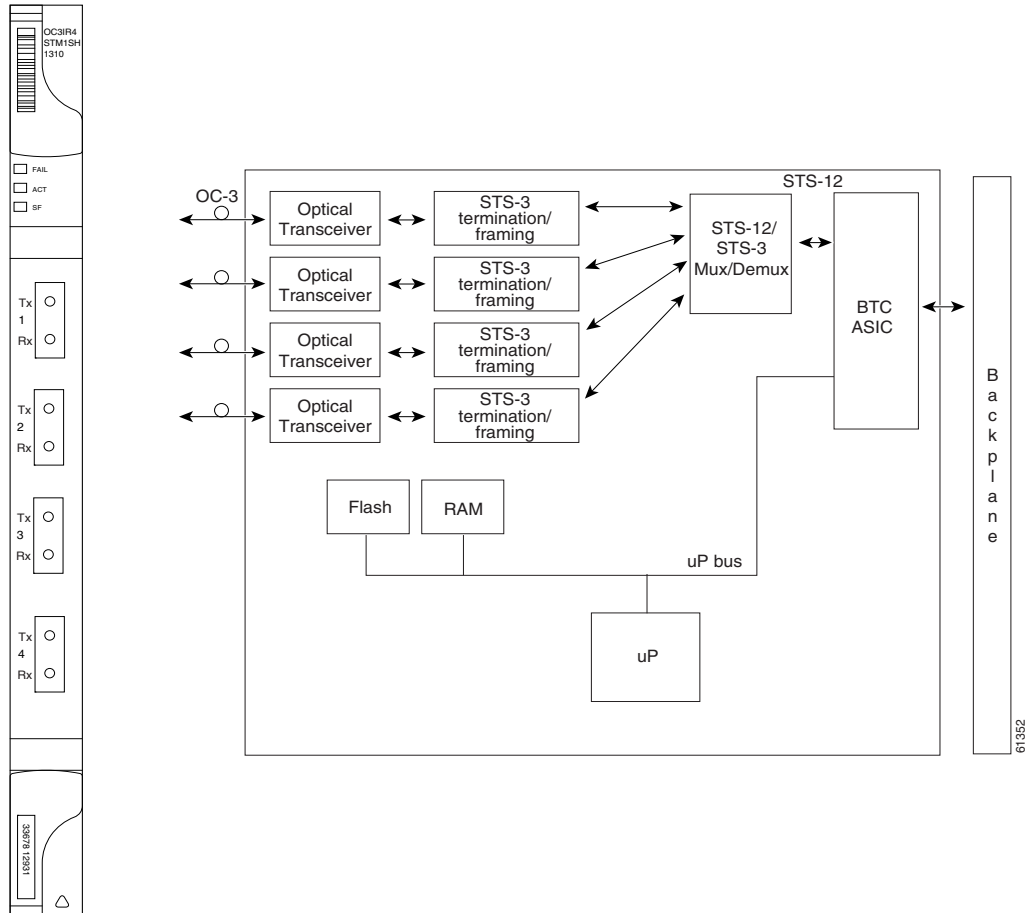 OC3IR4
STM1SH
1310
FAIL
ACT
SF
Tx
1
Rx
Tx
2
Rx
Tx
3
Rx
Tx
4
Rx
33678 12931
OC-3
Optical
Transceiver
STS-3
termination/
framing
Optical
Transceiver
STS-3
termination/
framing
Optical
Transceiver
STS-3
termination/
framing
Optical
Transceiver
STS-3
termination/
framing
STS-12/
STS-3
Mux/Demux
STS-12
BTC
ASIC
Flash
RAM
uP bus
uP
Backplane
61352